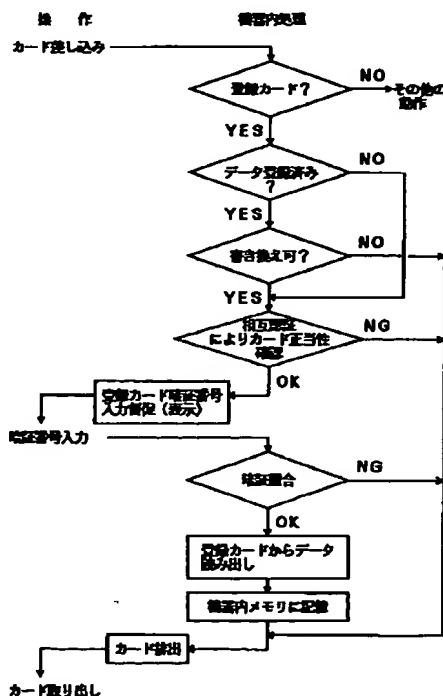 操作
機器内処理
カード差し込み
登録カード？
NO
その他の
動作
YES
データ登録済み
？
NO
YES
書き換え可？
NO
YES
相互認証
によりカード正当性
確認
NG
OK
登録カード暗証番号
入力督促（表示）
暗証番号入力
暗証照合
NG
OK
登録カードからデータ
読み出し
機器内メモリに記憶
カード排出
カード取り出し